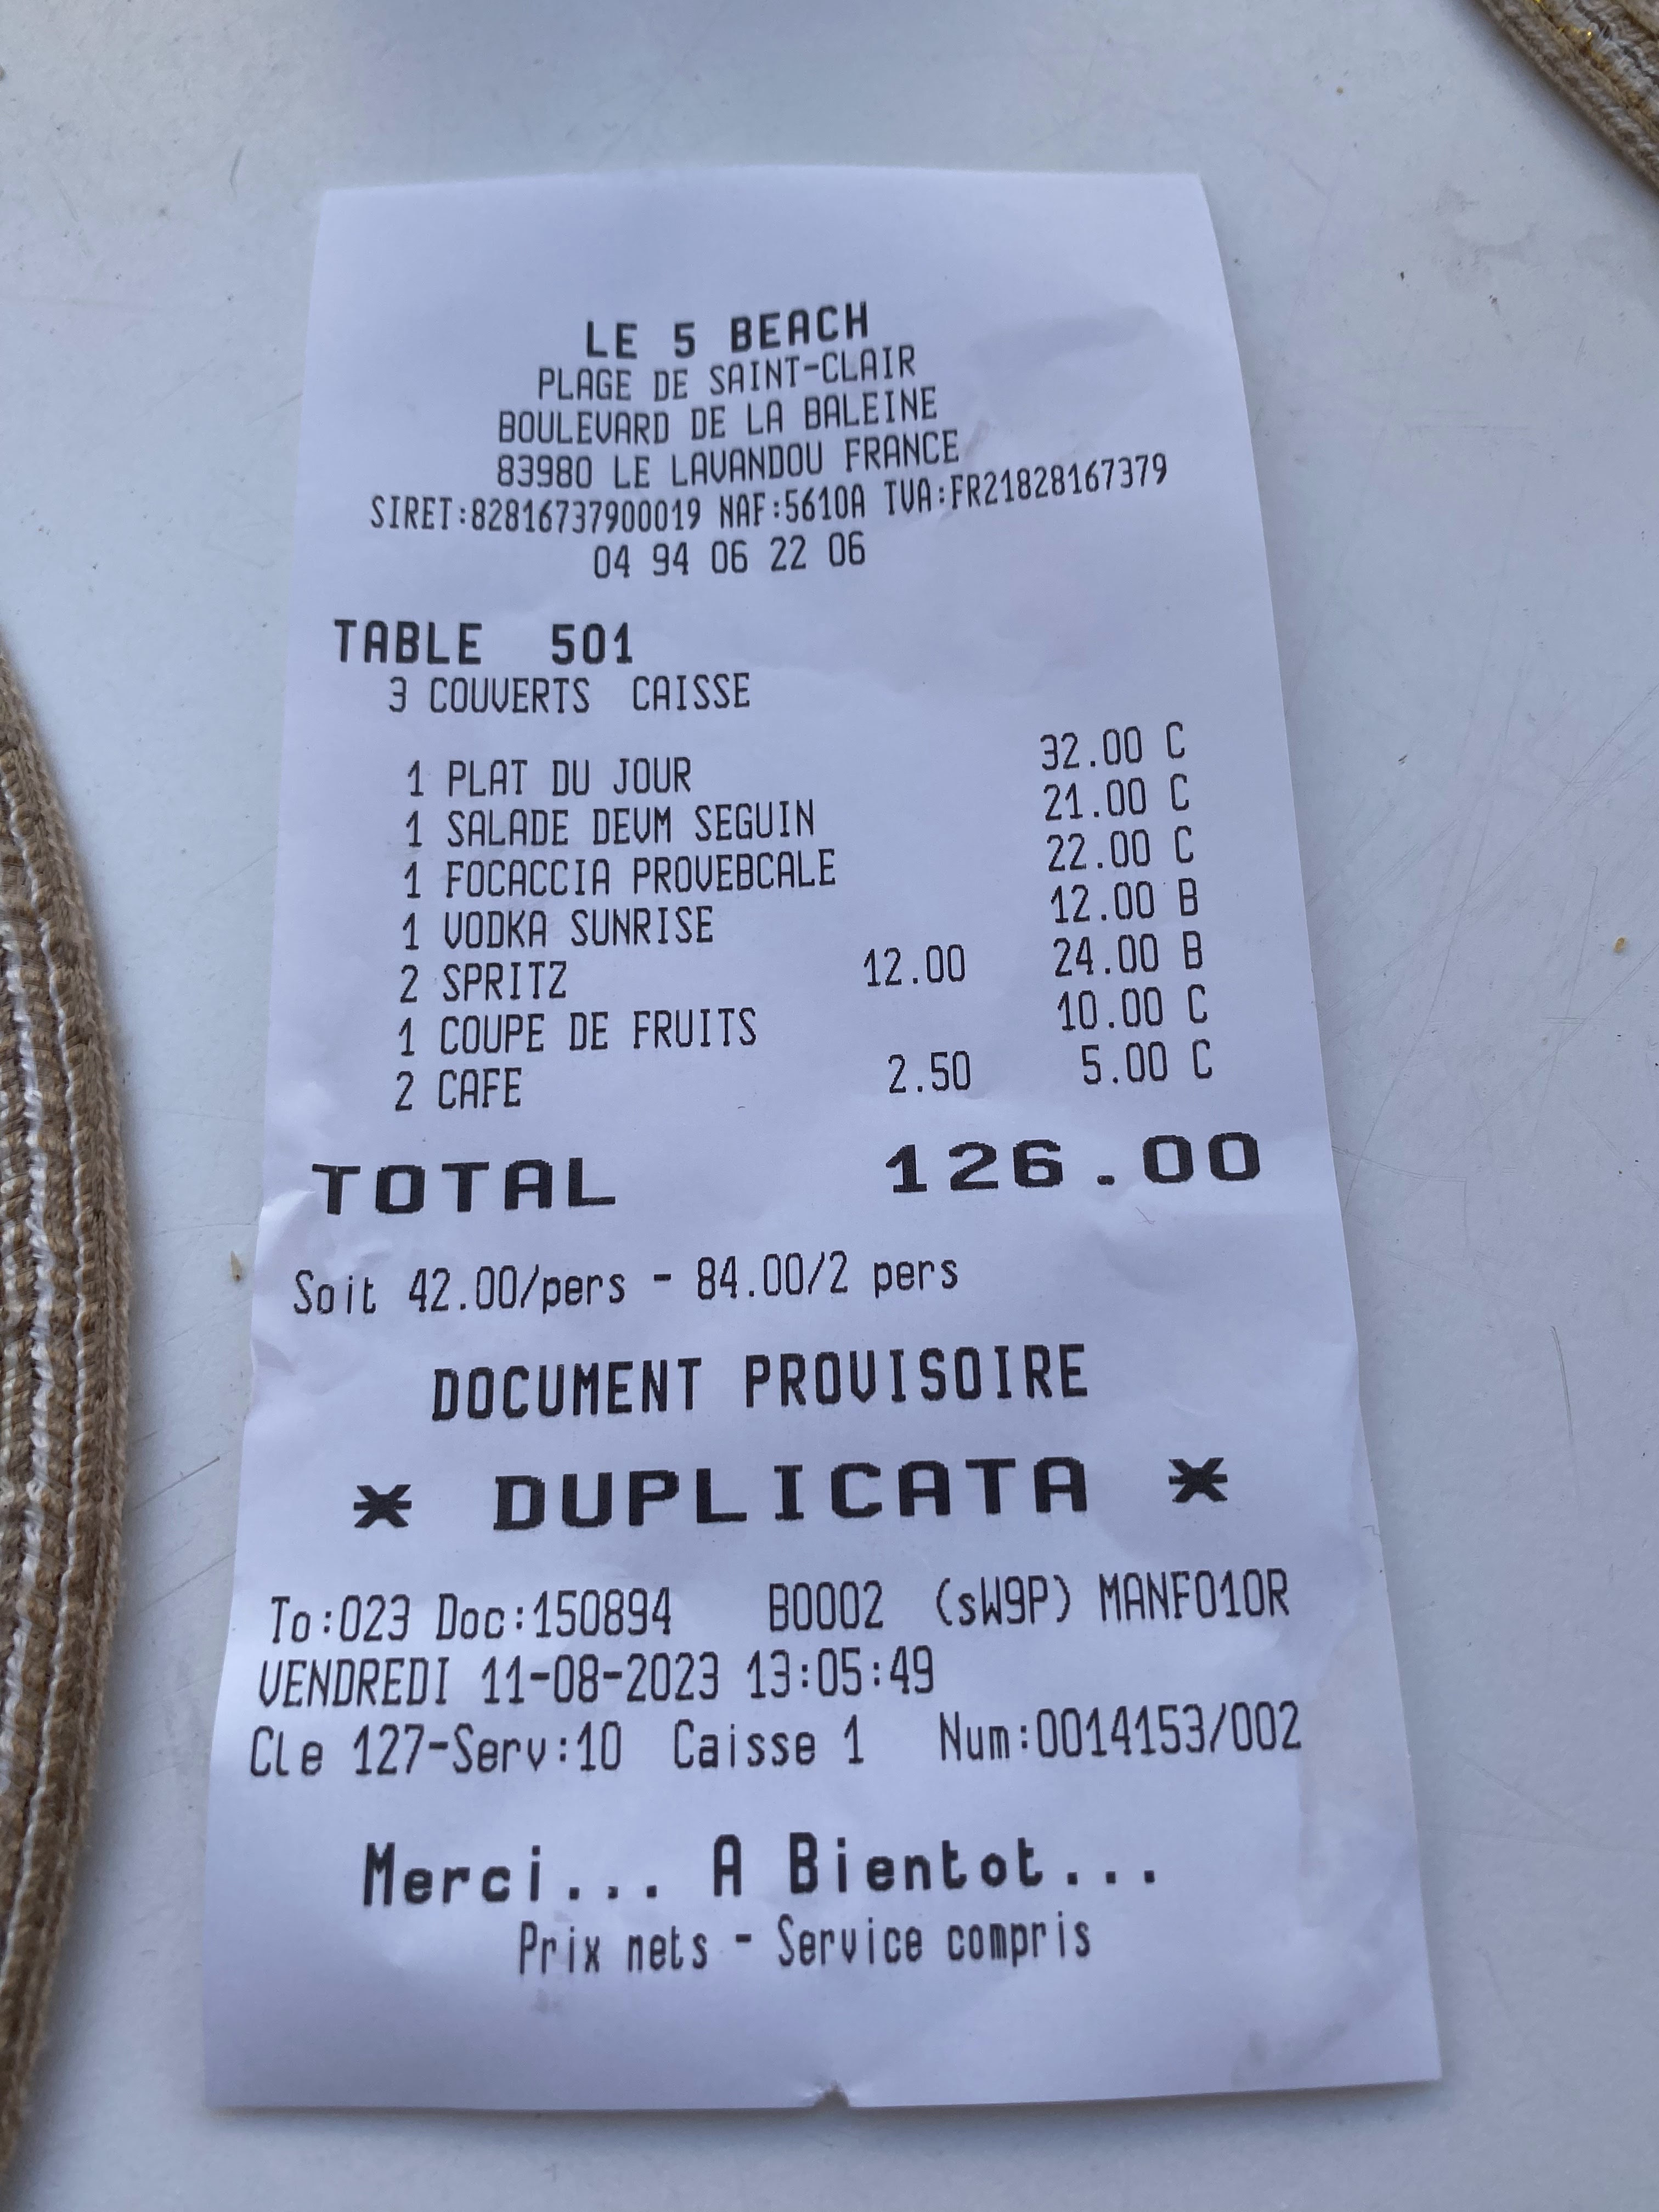 LE 5 BEACH
PLAGE DE SAINT-CLAIR
BOULEVARD DE LA BALEINE
83980 LE LAVANDOU FRANCE
SIRET:82816737900019 NAF:5610A TVA:FR21828167379
04 94 06 22 06
TABLE 501
3 COUVERTS CAISSE
1 PLAT DU JOUR 32.00 C
1 SALADE DEVM SEGUIN 21.00 C
1 FOCACCIA PROVEBCALE 22.00 C
1 VODKA SUNRISE 12.00 B
2 SPRITZ 12.00 24.00 B
1 COUPE DE FRUITS 10.00 C
2 CAFE 2.50 5.00 C
TOTAL 126.00
Soit 42.00/pers - 84.00/2 pers
DOCUMENT PROVISOIRE
* DUPLICATA *
To:023 Doc:150894 B0002 (sW9P) MANFO10R
VENDREDI 11-08-2023 13:05:49
Cle 127-Serv:10 Caisse 1 Num:0014153/002
Merci... A Bientot...
Prix nets - Service compris